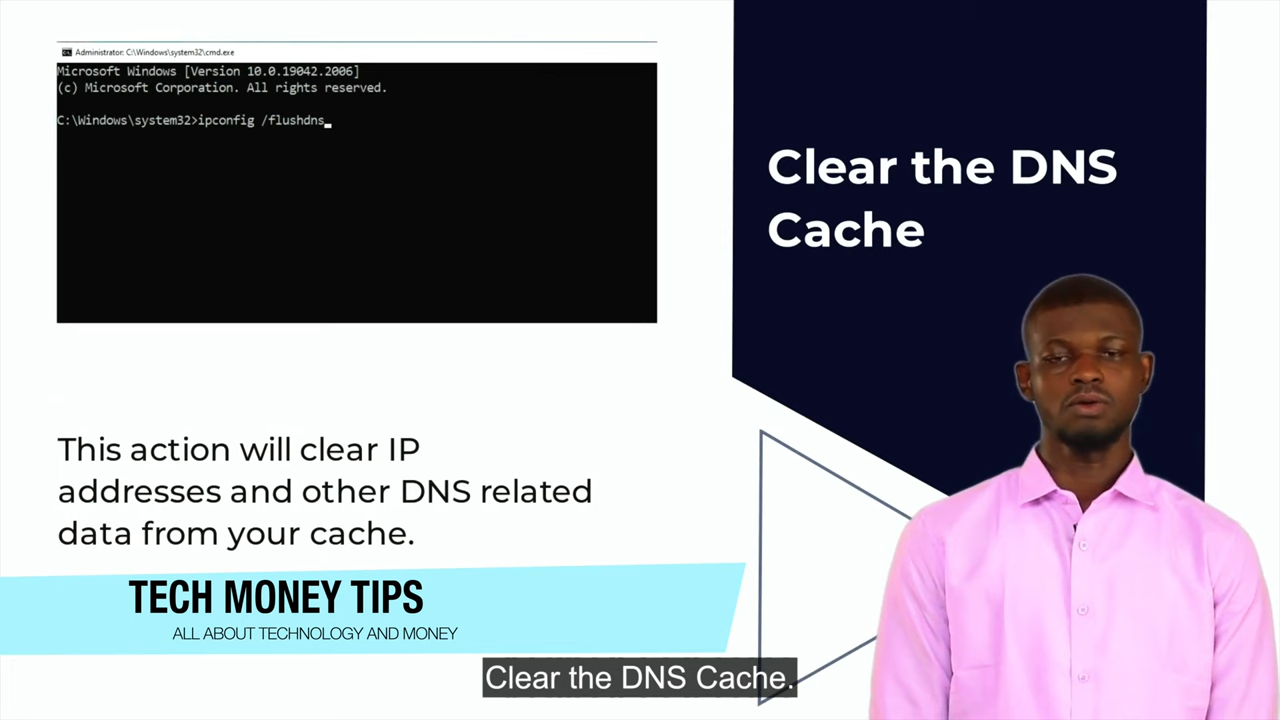 Administrator: C:\Windows\system32\cmd.exe
Microsoft Windows [Version 10.0.19042.2006]
(c) Microsoft Corporation. All rights reserved.
C:\Windows\system32>ipconfig /flushdns
Clear the DNS
Cache
This action will clear IP
addresses and other DNS related
data from your cache.
TECH MONEY TIPS
ALL ABOUT TECHNOLOGY AND MONEY
Clear the DNS Cache.